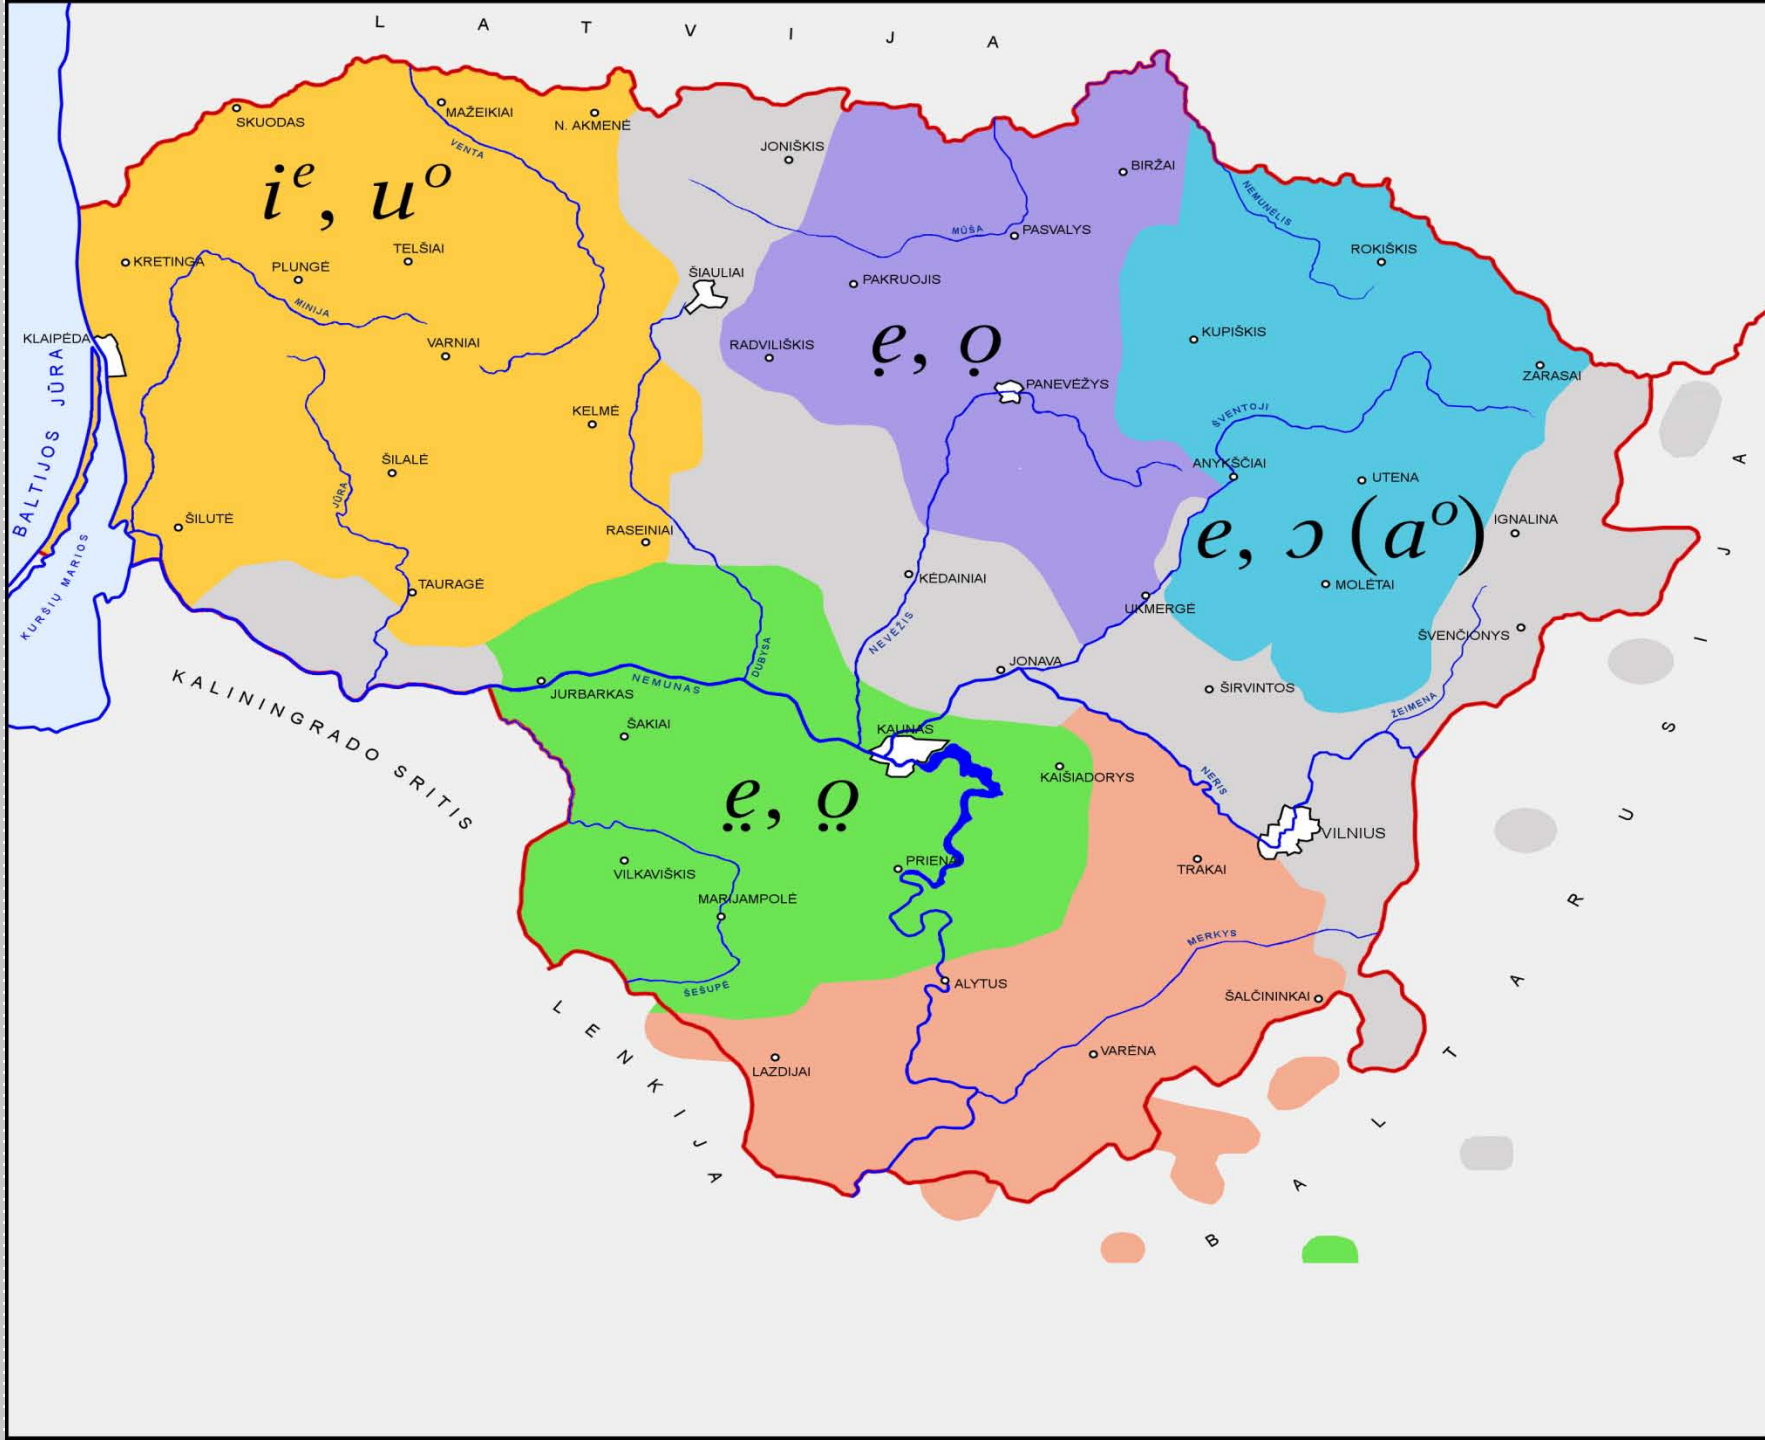 LATVIJA
SKUODAS
MAŽEIKIAI
N. AKMENĖ
VENTA
JONIŠKIS
BIRŽAI
iᵉ, uᵒ
NEMUNĖLIS
MŪŠA
PASVALYS
ROKIŠKIS
KRETINGA
PLUNGĖ
TELŠIAI
ŠIAULIAI
PAKRUOJIS
MINIJA
KLAIPĖDA
VARNIAI
RADVILIŠKIS
ẹ, ọ
KUPIŠKIS
ZARASAI
PANEVĖŽYS
KELMĖ
ŠVENTOJI
BALTIJOS JŪRA
ŠILALĖ
ANYKŠČIAI
UTENA
JŪRA
ŠILUTĖ
RASEINIAI
e, ɔ (aᵒ)
IGNALINA
KURŠIŲ MARIOS
TAURAGĖ
KĖDAINIAI
UKMERGĖ
MOLĖTAI
NEVĖŽIS
DUBYSA
ŠVENČIONYS
JONAVA
JURBARKAS
NEMUNAS
ŠIRVINTOS
ŽEIMENA
KALININGRADO SRITIS
ŠAKIAI
KAUNAS
KAIŠIADORYS
NERIS
e̤, o̤
VILNIUS
VILKAVIŠKIS
PRIENAI
TRAKAI
MARIJAMPOLĖ
MERKYS
ŠEŠUPĖ
ALYTUS
ŠALČININKAI
LENKIJA
LAZDIJAI
VARĖNA
BALTARUSIJA